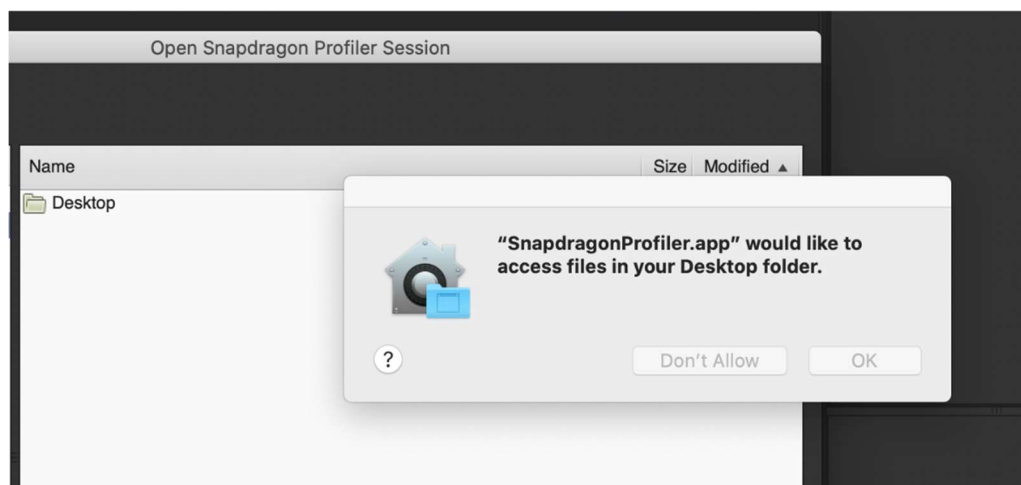 Open Snapdragon Profiler Session
Name Size Modified ▲
Desktop
“SnapdragonProfiler.app” would like to
access files in your Desktop folder.
? Don’t Allow OK